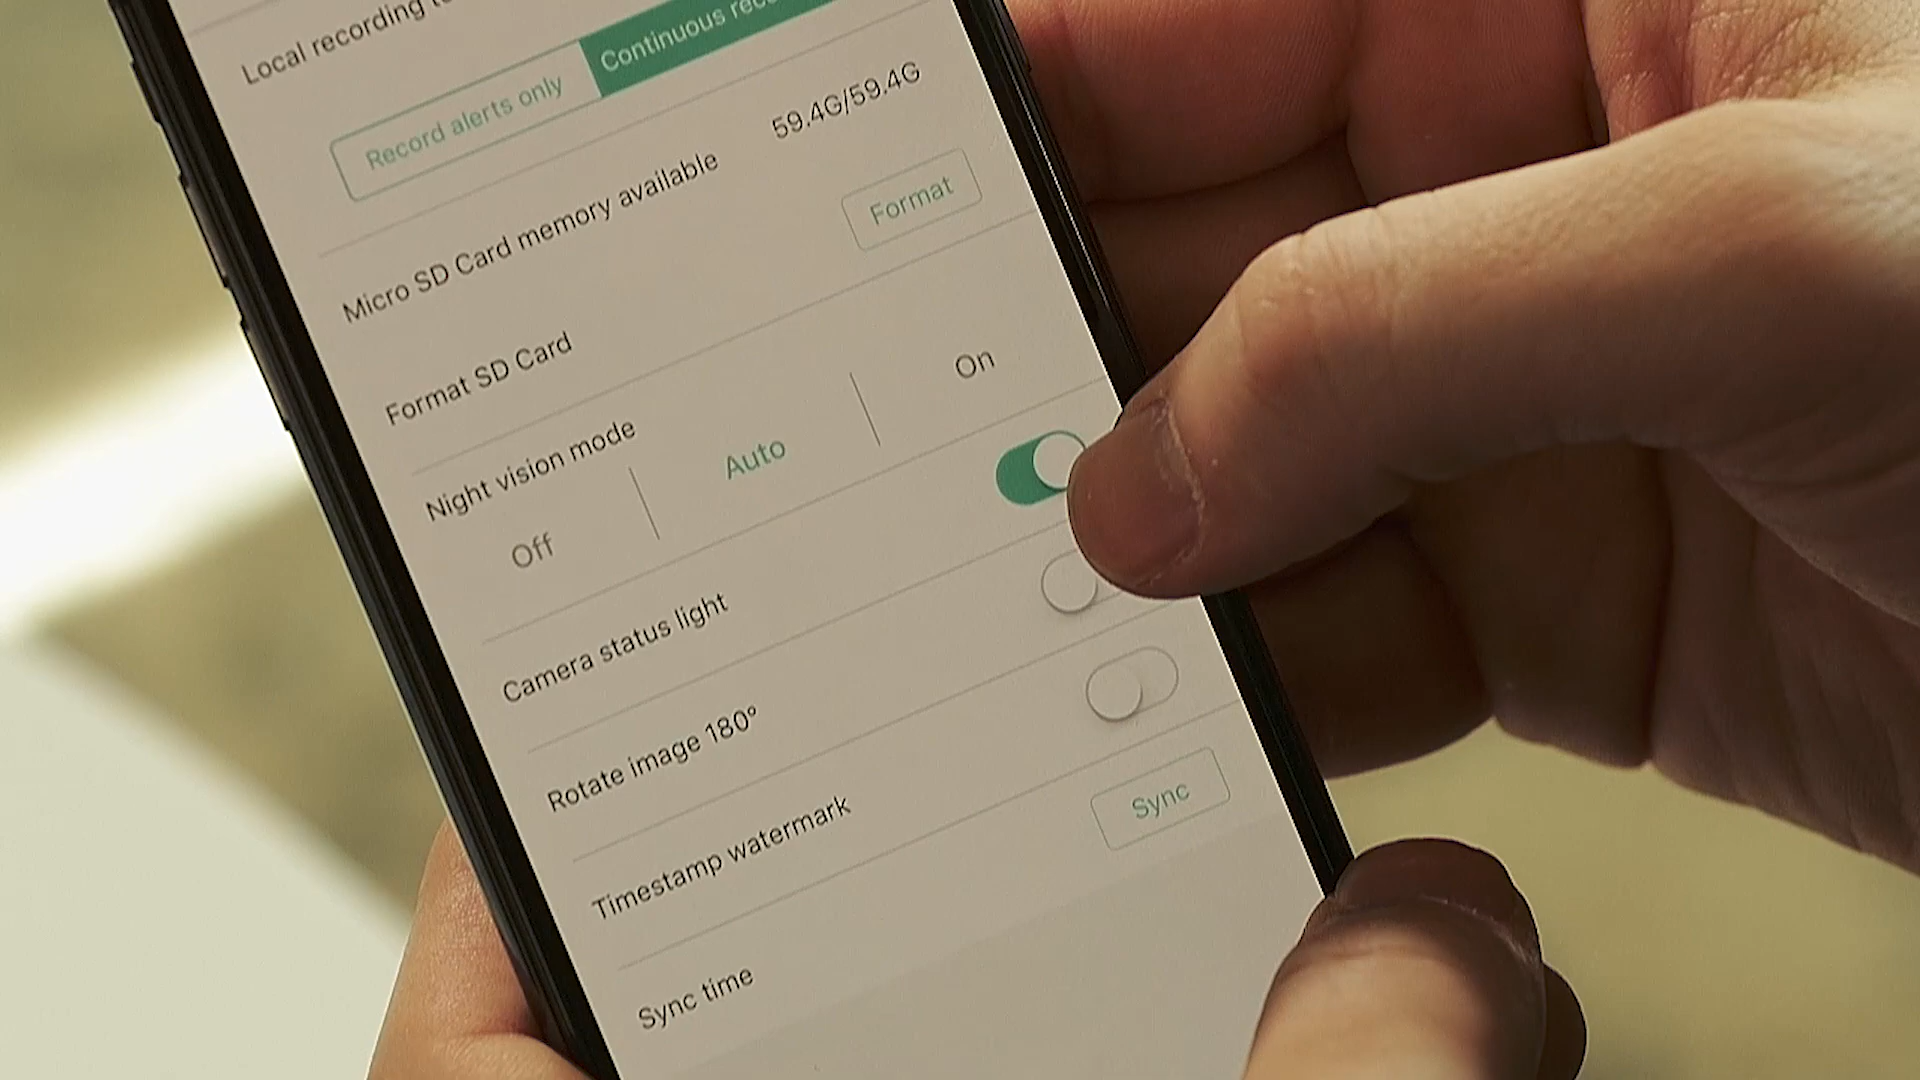 Local recording
Record alerts only
Continuous
Micro SD Card memory available
59.4G/59.4G
Format SD Card
Format
Night vision mode
Off
Auto
On
Camera status light
Rotate image 180°
Timestamp watermark
Sync time
Sync